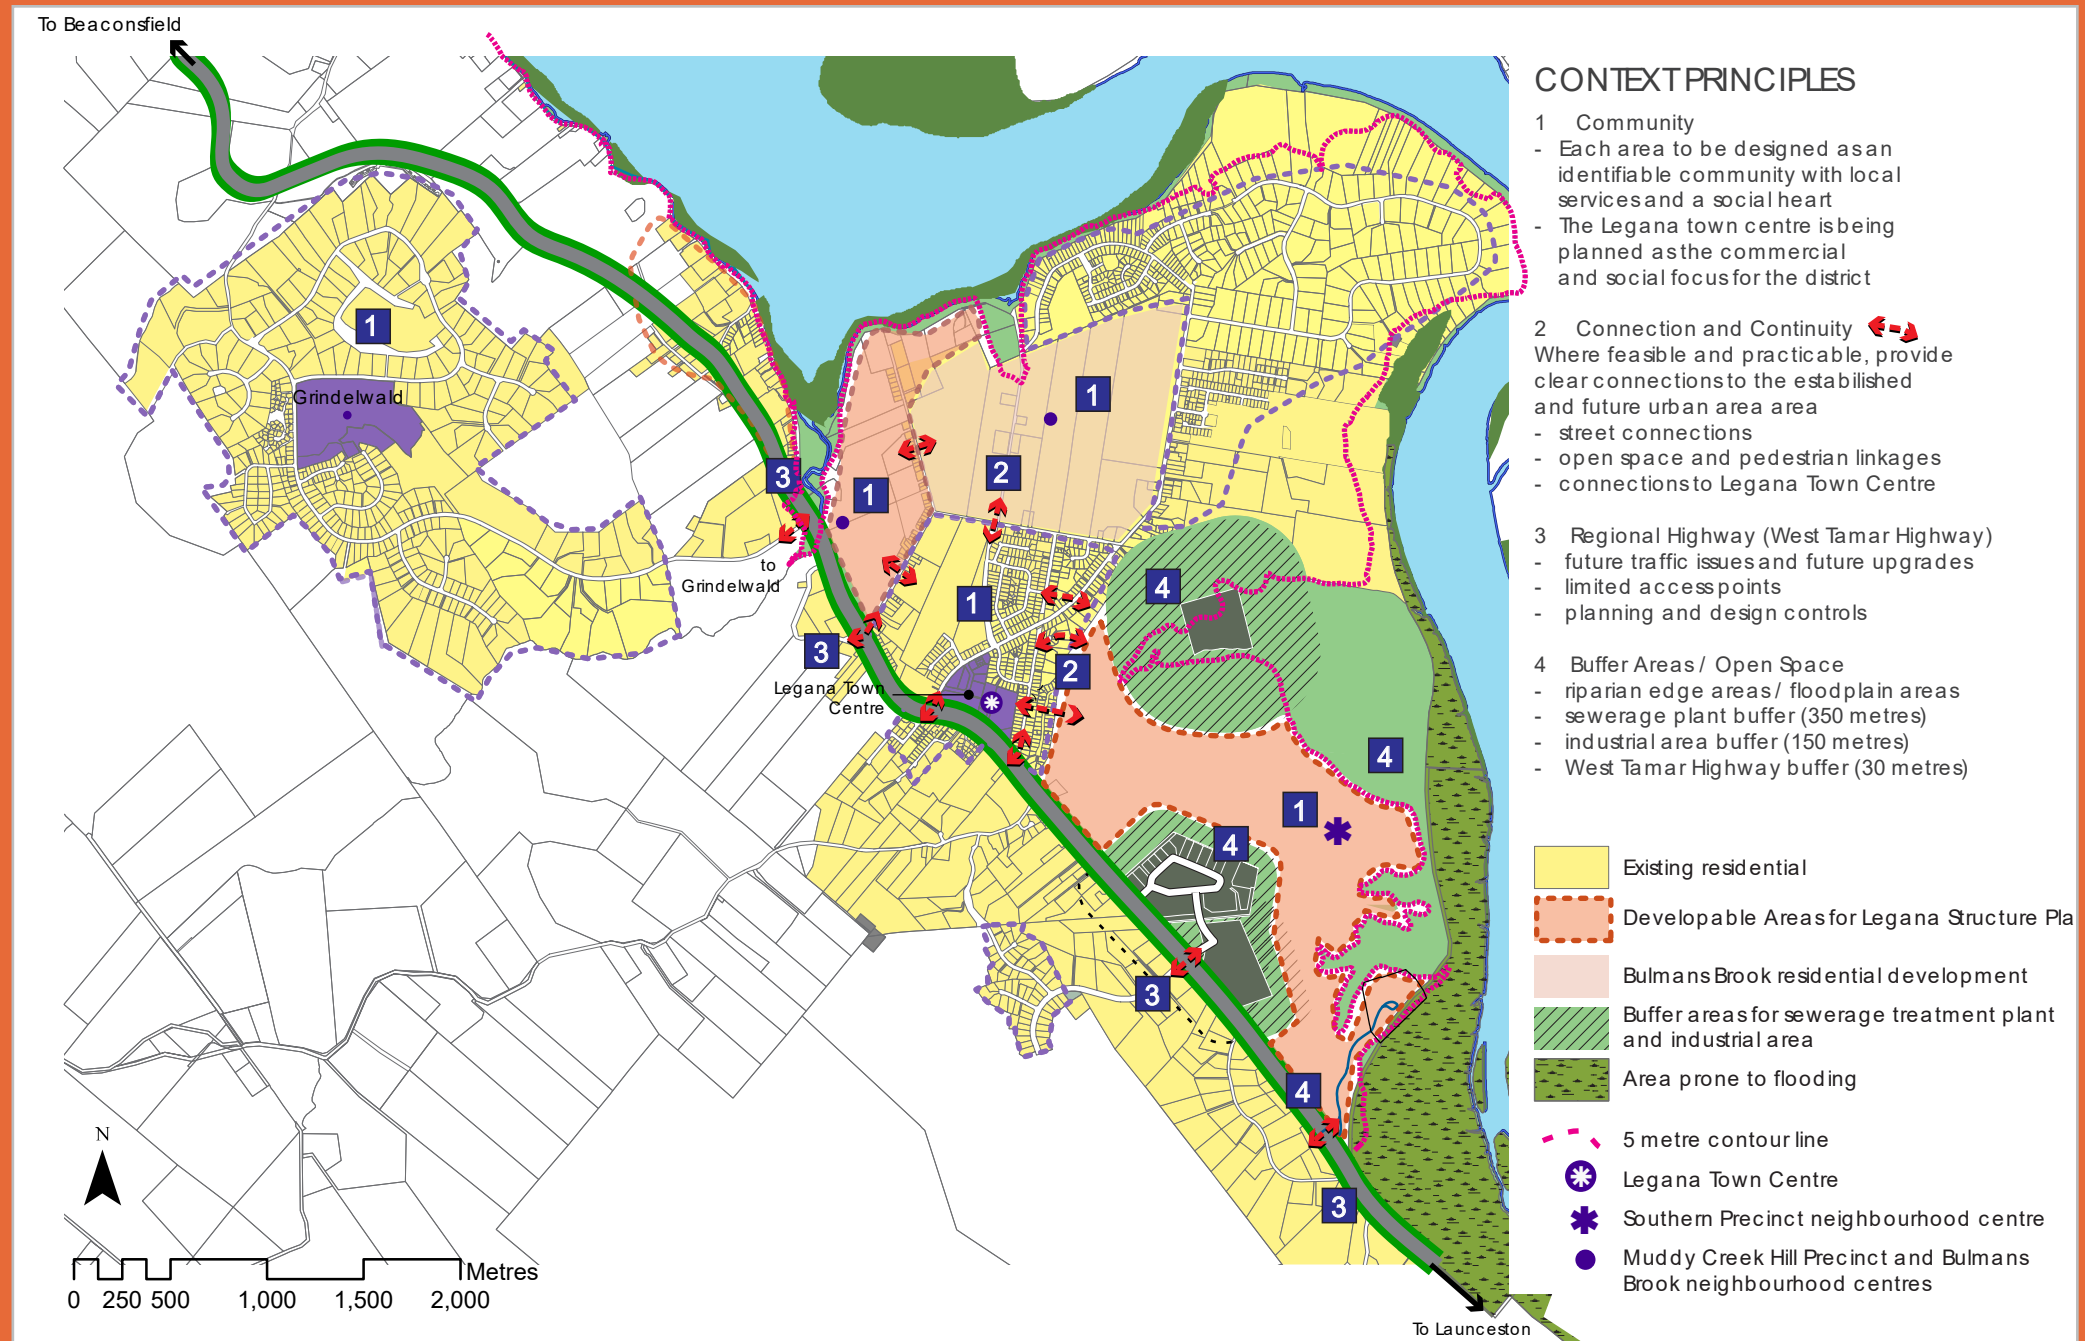 To Beaconsfield
1
Grindelwald
3
1
1
2
to
Grindelwald
1
4
3
2
Legana Town
Centre
4
1
4
3
4
3
N
Metres
0 250 500 1,000 1,500 2,000
To Launceston
CONTEXT PRINCIPLES
1 Community
- Each area to be designed as an
identifiable community with local
services and a social heart
- The Legana town centre is being
planned as the commercial
and social focus for the district
2 Connection and Continuity
Where feasible and practicable, provide
clear connections to the estabilished
and future urban area area
- street connections
- open space and pedestrian linkages
- connections to Legana Town Centre
3 Regional Highway (West Tamar Highway)
- future traffic issues and future upgrades
- limited access points
- planning and design controls
4 Buffer Areas / Open Space
- riparian edge areas / floodplain areas
- sewerage plant buffer (350 metres)
- industrial area buffer (150 metres)
- West Tamar Highway buffer (30 metres)
Existing residential
Developable Areas for Legana Structure Pla
Bulmans Brook residential development
Buffer areas for sewerage treatment plant
and industrial area
Area prone to flooding
5 metre contour line
Legana Town Centre
Southern Precinct neighbourhood centre
Muddy Creek Hill Precinct and Bulmans
Brook neighbourhood centres